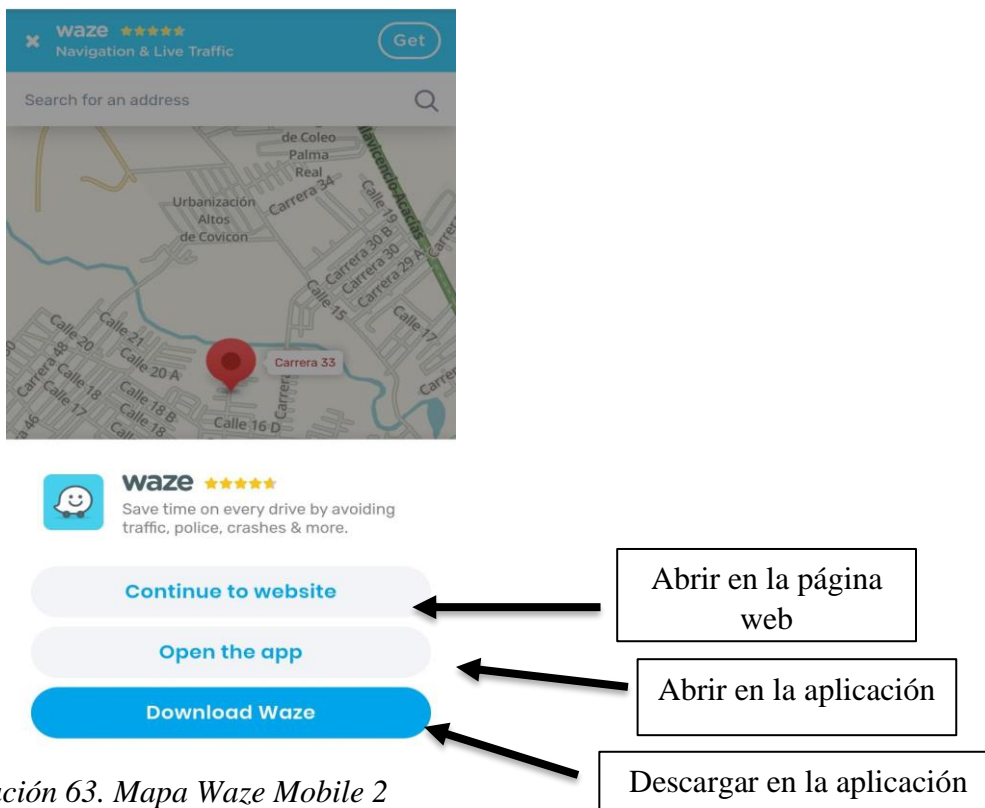 waze
Navigation & Live Traffic
Get
Search for an address
de Coleo
Palma
Real
Villavicencio-Acacías
Carrera 34
Calle 19
Urbanización
Altos
de Covicon
Carrera 30 B
Carrera 30
Carrera 29 A
Calle 15
Calle 17
Calle 20
Calle 21
Calle 20 A
Carrera 33
Carrera 48
Calle 18
Calle 17
Calle 18 B
Calle 18
Calle 16 D
Carrera
waze
Save time on every drive by avoiding
traffic, police, crashes & more.
Continue to website
Abrir en la página
web
Open the app
Abrir en la aplicación
Download Waze
Descargar en la aplicación
ación 63. Mapa Waze Mobile 2